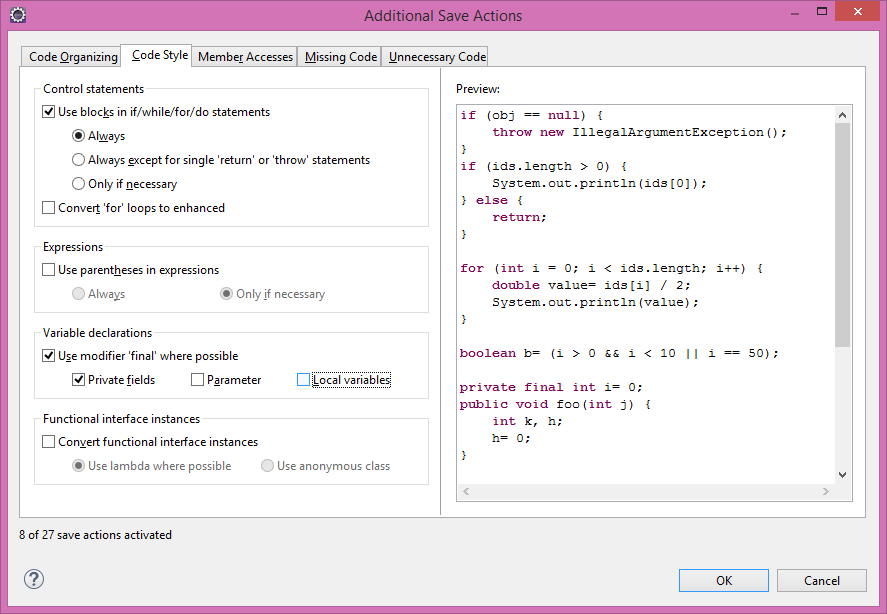 Additional Save Actions
Code Organizing Code Style Member Accesses Missing Code Unnecessary Code
Control statements
Use blocks in if/while/for/do statements
Always
Always except for single 'return' or 'throw' statements
Only if necessary
Convert 'for' loops to enhanced
Expressions
Use parentheses in expressions
Always Only if necessary
Variable declarations
Use modifier 'final' where possible
Private fields Parameter Local variables
Functional interface instances
Convert functional interface instances
Use lambda where possible Use anonymous class
Preview:
if (obj == null) {
    throw new IllegalArgumentException();
}
if (ids.length > 0) {
    System.out.println(ids[0]);
} else {
    return;
}

for (int i = 0; i < ids.length; i++) {
    double value= ids[i] / 2;
    System.out.println(value);
}

boolean b= (i > 0 && i < 10 || i == 50);

private final int i= 0;
public void foo(int j) {
    int k, h;
    h= 0;
}
8 of 27 save actions activated
?
OK Cancel